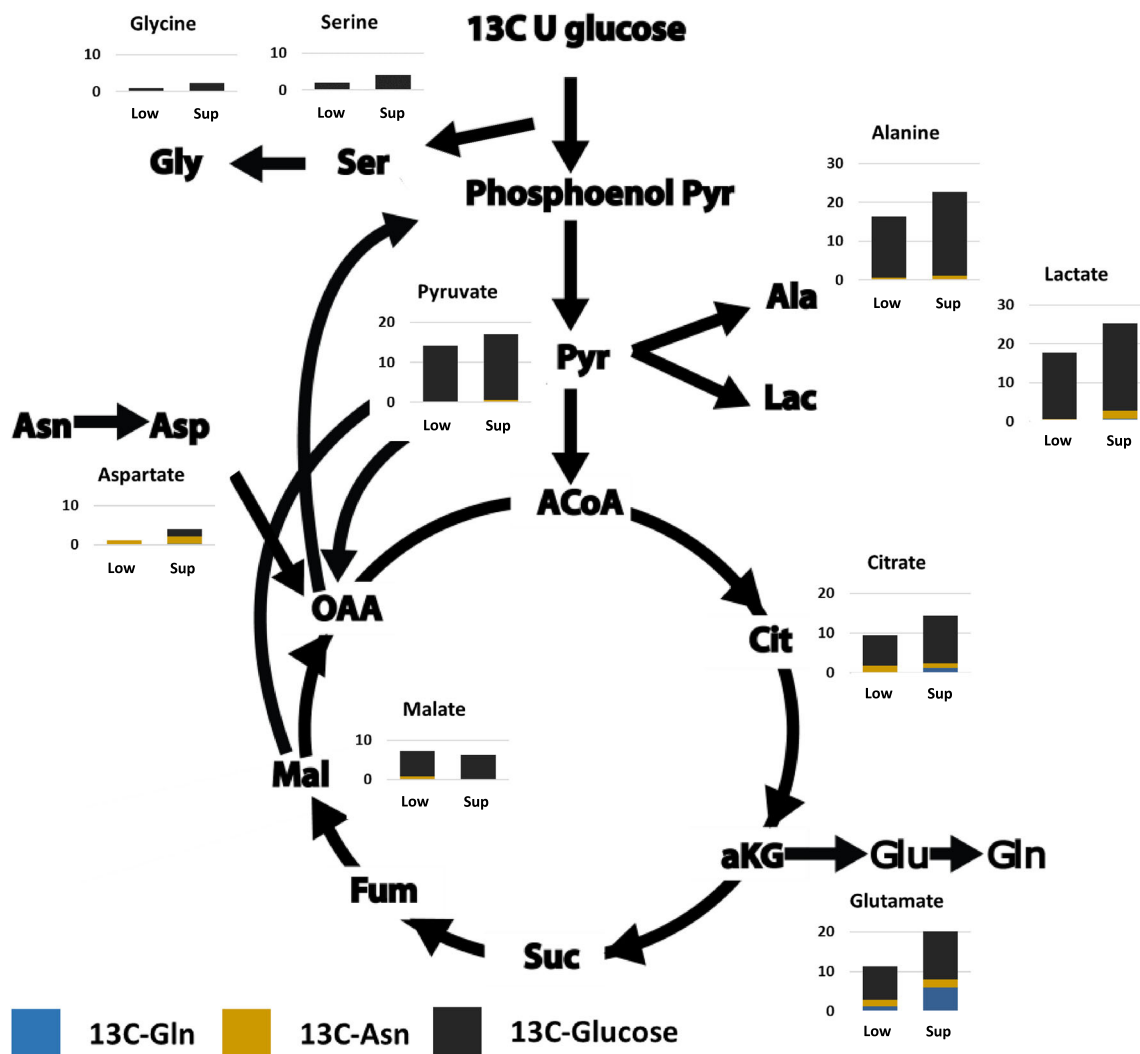 Glycine
10
0
Low Sup
Serine
10
0
Low Sup
13C U glucose
Gly
Ser
Phosphoenol Pyr
Alanine
30
20
10
0
Low Sup
Pyruvate
20
10
0
Low Sup
Pyr
Ala
Lac
Lactate
30
20
10
0
Low Sup
Asn
Asp
Aspartate
10
0
Low Sup
ACoA
OAA
Cit
Citrate
20
10
0
Low Sup
Mal
Malate
10
0
Low Sup
aKG
Glu
Gln
Fum
Suc
Glutamate
20
10
0
Low Sup
13C-Gln
13C-Asn
13C-Glucose